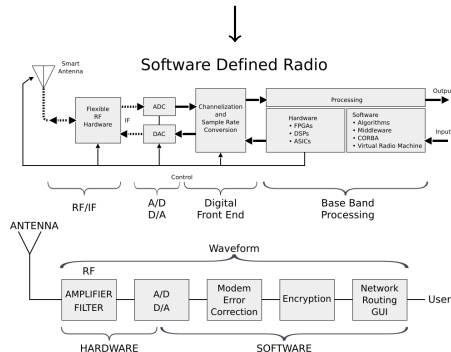 Software Defined Radio
Smart
Antenna
Flexible
RF
Hardware
IF
ADC
DAC
Channelization
and
Sample Rate
Conversion
Processing
Hardware
• FPGAs
• DSPs
• ASICs
Software
• Algorithms
• Middleware
• CORBA
• Virtual Radio Machine
Outpu
Input
Control
RF/IF
A/D
D/A
Digital
Front End
Base Band
Processing
ANTENNA
Waveform
RF
AMPLIFIER
FILTER
A/D
D/A
Modem
Error
Correction
Encryption
Network
Routing
GUI
User
HARDWARE
SOFTWARE